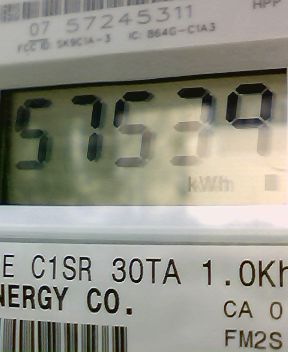 HPP
07 57245311
FCC ID: SK9C1A-3 IC: 864G-C1A3
57539
kWh
E C1SR 30TA 1.0Kh
NERGY CO.
CA 0
FM2S